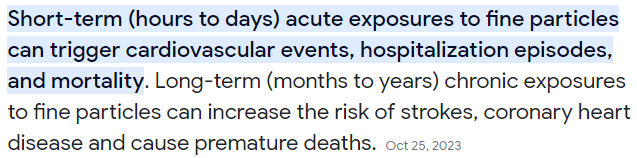 Short-term (hours to days) acute exposures to fine particles
can trigger cardiovascular events, hospitalization episodes,
and mortality. Long-term (months to years) chronic exposures
to fine particles can increase the risk of strokes, coronary heart
disease and cause premature deaths. Oct 25, 2023